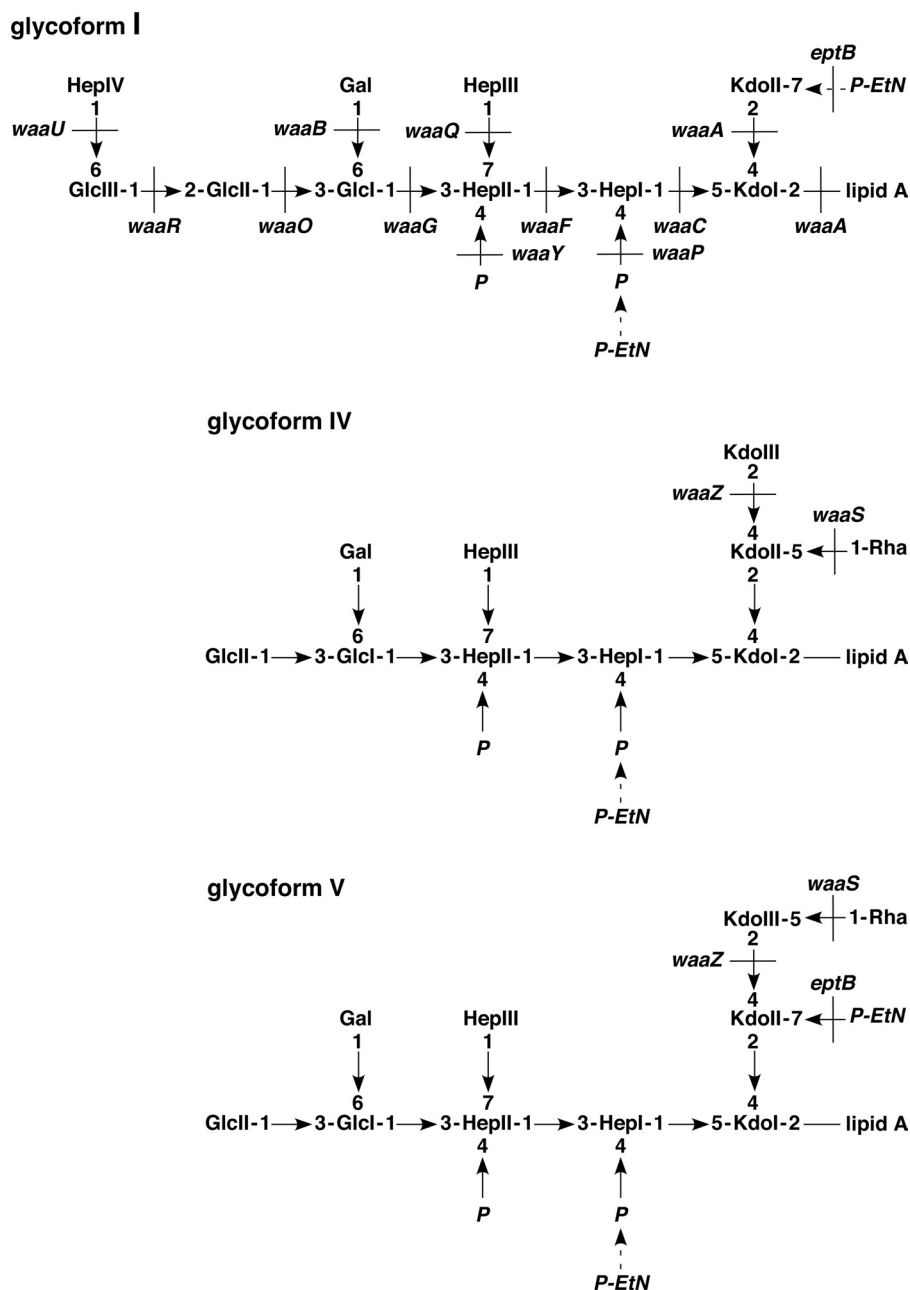 glycoform I
eptB
HepIV Gal HepIII KdoII-7 P-EtN
1 1 1 2
waaU waaB waaQ waaA
6 6 7 4
GlcIII-1 2-GlcII-1 3-GlcI-1 3-HepII-1 3-HepI-1 5-KdoI-2 lipid A
4 4
waaR waaO waaG waaF waaC waaA
waaY waaP
P P
P-EtN
glycoform IV
KdoIII
2
waaZ waaS
4
Gal HepIII KdoII-5 1-Rha
1 1 2
6 7 4
GlcII-1 3-GlcI-1 3-HepII-1 3-HepI-1 5-KdoI-2 lipid A
4 4
P P
P-EtN
glycoform V
waaS
KdoIII-5 1-Rha
2
waaZ
eptB
4
Gal HepIII KdoII-7 P-EtN
1 1 2
6 7 4
GlcII-1 3-GlcI-1 3-HepII-1 3-HepI-1 5-KdoI-2 lipid A
4 4
P P
P-EtN